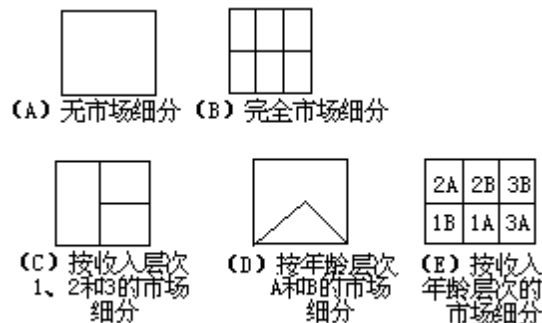 (A) 无市场细分 (B) 完全市场细分
2A 2B 3B
1B 1A 3A
(C) 按收入层次
1、2和3的市场
细分
(D) 按年龄层次
A和B的市场
细分
(E) 按收入
年龄层次的
市场细分